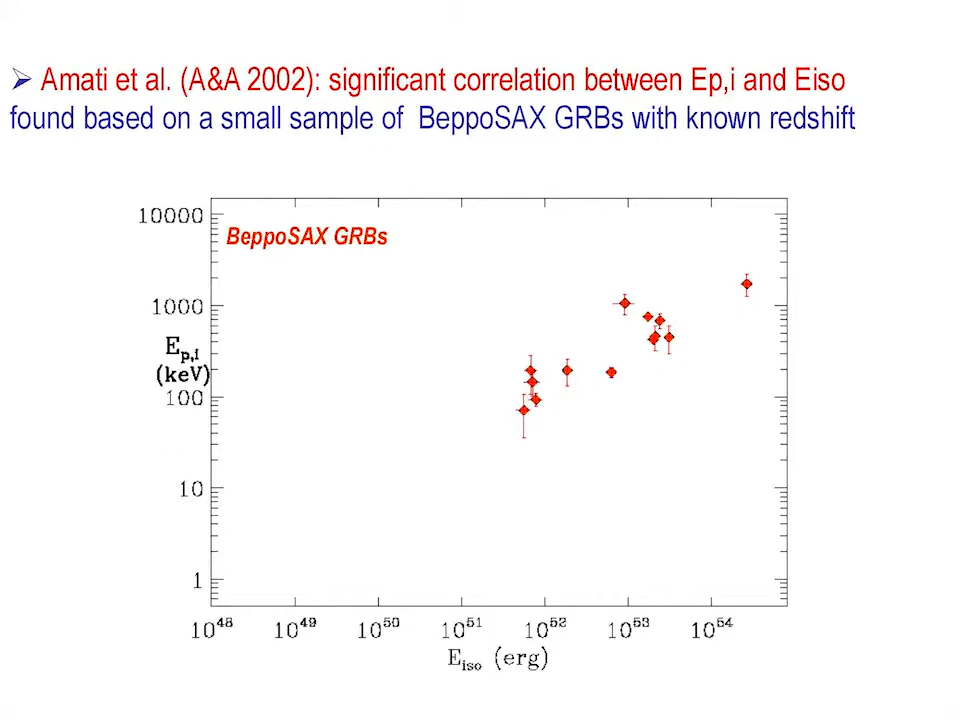 ➢ Amati et al. (A&A 2002): significant correlation between Ep,i and Eiso
found based on a small sample of BeppoSAX GRBs with known redshift
10000
BeppoSAX GRBs
1000
E_p,i
(keV)
100
10
1
10^48 10^49 10^50 10^51 10^52 10^53 10^54
E_iso (erg)